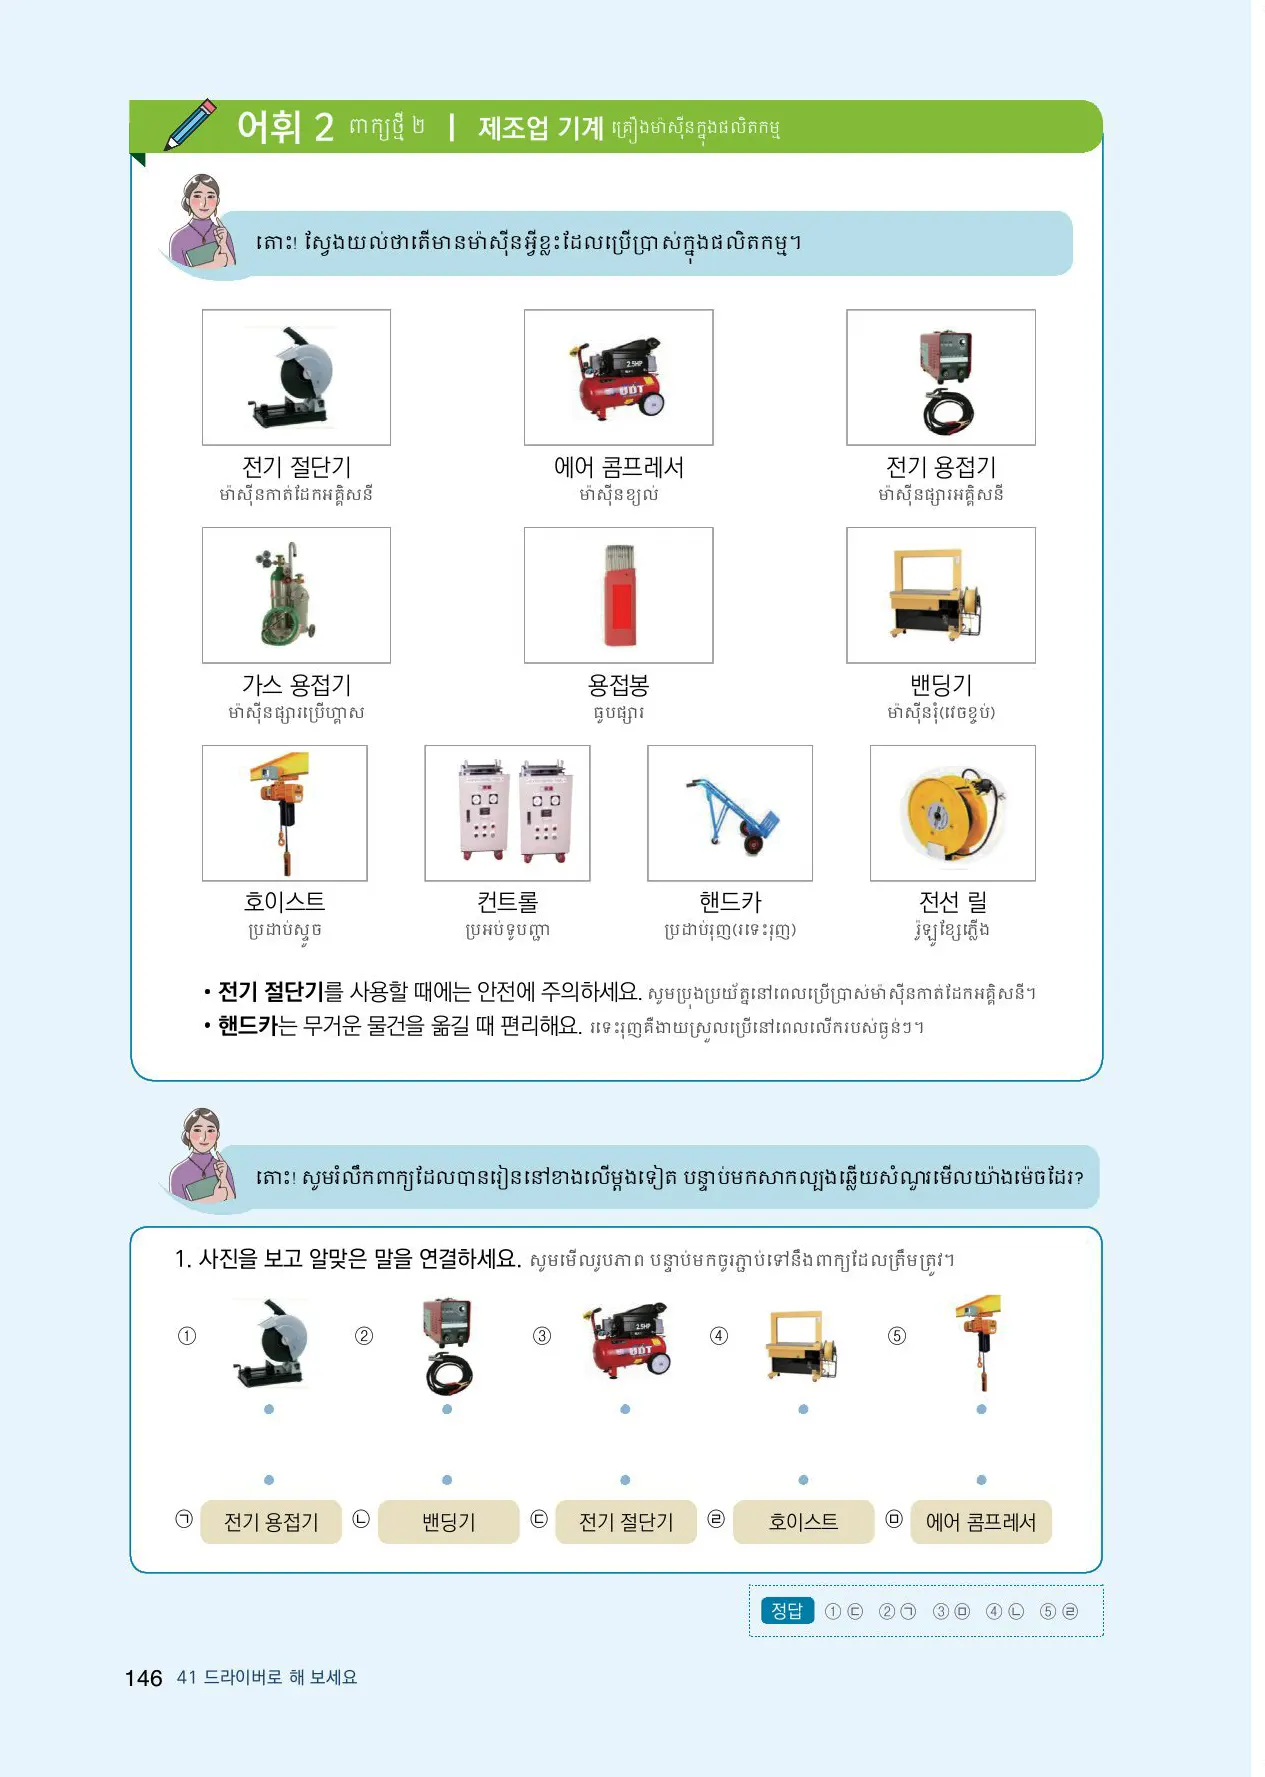 어휘 2 ពាក្យថ្មី ២ | 제조업 기계 គ្រឿងម៉ាស៊ីនក្នុងផលិតកម្ម
តោះ! ស្វែងយល់ថាតើមានម៉ាស៊ីនអ្វីខ្លះដែលប្រើប្រាស់ក្នុងផលិតកម្ម។
2.5HP
UDT
전기 절단기 에어 콤프레서 전기 용접기
ម៉ាស៊ីនកាត់ដែកអគ្គិសនី ម៉ាស៊ីនខ្យល់ ម៉ាស៊ីនផ្សារអគ្គិសនី
가스 용접기 용접봉 밴딩기
ម៉ាស៊ីនផ្សារប្រើហ្គាស ធូបផ្សារ ម៉ាស៊ីនរុំ(វេចខ្ចប់)
호이스트 컨트롤 핸드카 전선 릴
ប្រដាប់ស្ទូច ប្រអប់ទូបញ្ជា ប្រដាប់រុញ(រទេះរុញ) រ៉ូឡូខ្សែភ្លើង
• 전기 절단기를 사용할 때에는 안전에 주의하세요. សូមប្រុងប្រយ័ត្ននៅពេលប្រើប្រាស់ម៉ាស៊ីនកាត់ដែកអគ្គិសនី។
• 핸드카는 무거운 물건을 옮길 때 편리해요. រទេះរុញគឺងាយស្រួលប្រើនៅពេលលើករបស់ធ្ងន់ៗ។
តោះ! សូមរំលឹកពាក្យដែលបានរៀននៅខាងលើម្តងទៀត បន្ទាប់មកសាកល្បងឆ្លើយសំណួរមើលយ៉ាងម៉េចដែរ?
1. 사진을 보고 알맞은 말을 연결하세요. សូមមើលរូបភាព បន្ទាប់មកចូរភ្ជាប់ទៅនឹងពាក្យដែលត្រឹមត្រូវ។
① ② ③ ④ ⑤
2.5HP
UDT
㉠ 전기 용접기 ㉡ 밴딩기 ㉢ 전기 절단기 ㉣ 호이스트 ㉤ 에어 콤프레서
정답 ①㉢ ②㉠ ③㉤ ④㉡ ⑤㉣
146 41 드라이버로 해 보세요